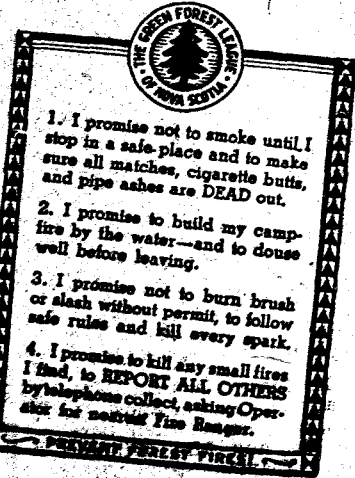 THE GREEN FOREST LEAGUE
OF NOVA SCOTIA
1. I promise not to smoke until I
stop in a safe place and to make
sure all matches, cigarette butts,
and pipe ashes are DEAD out.
2. I promise to build my camp-
fire by the water—and to douse
well before leaving.
3. I promise not to burn brush
or slash without permit, to follow
safe rules and kill every spark.
4. I promise to kill any small fires
I find, to REPORT ALL OTHERS
by telephone collect, asking Oper-
ator for nearest Fire Ranger.
PREVENT FOREST FIRES!